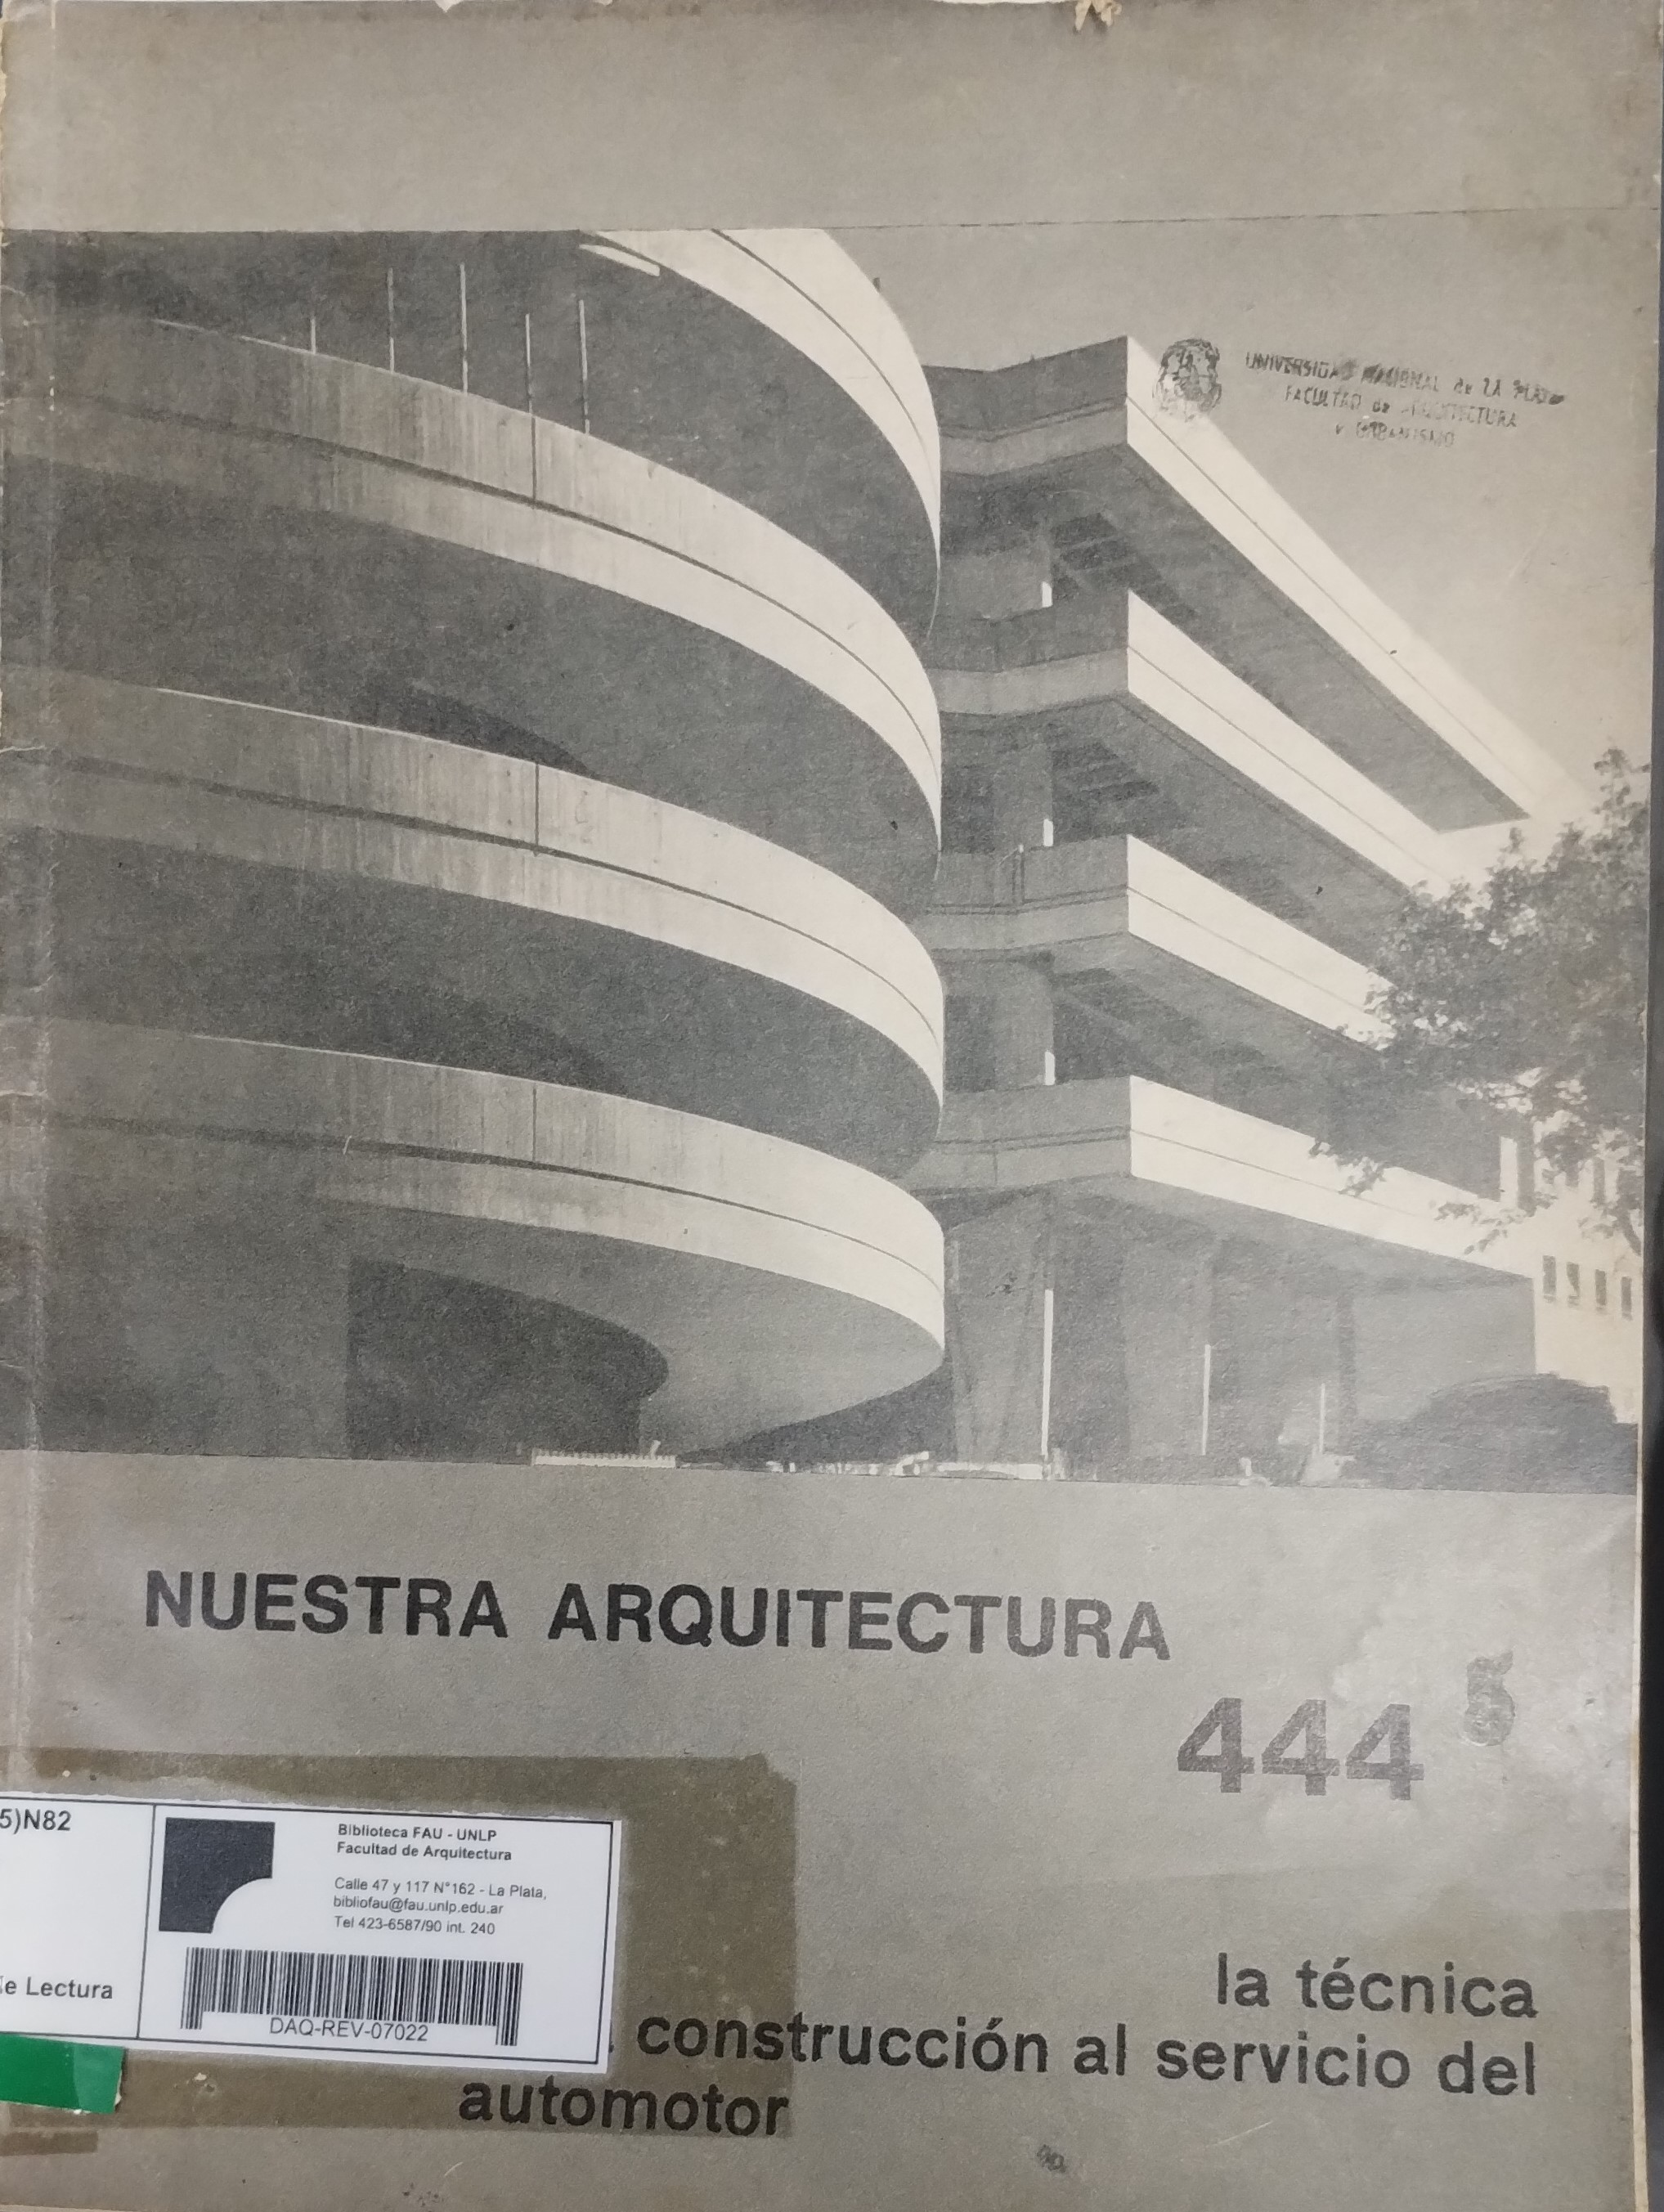 UNIVERSIDAD NACIONAL de LA PLATA
FACULTAD de ARQUITECTURA
Y URBANISMO
NUESTRA ARQUITECTURA
444
5
5)N82
Biblioteca FAU - UNLP
Facultad de Arquitectura
Calle 47 y 117 N°162 - La Plata,
bibliofau@fau.unlp.edu.ar
Tel 423-6587/90 int. 240
e Lectura
DAQ-REV-07022
la técnica
construcción al servicio del
automotor